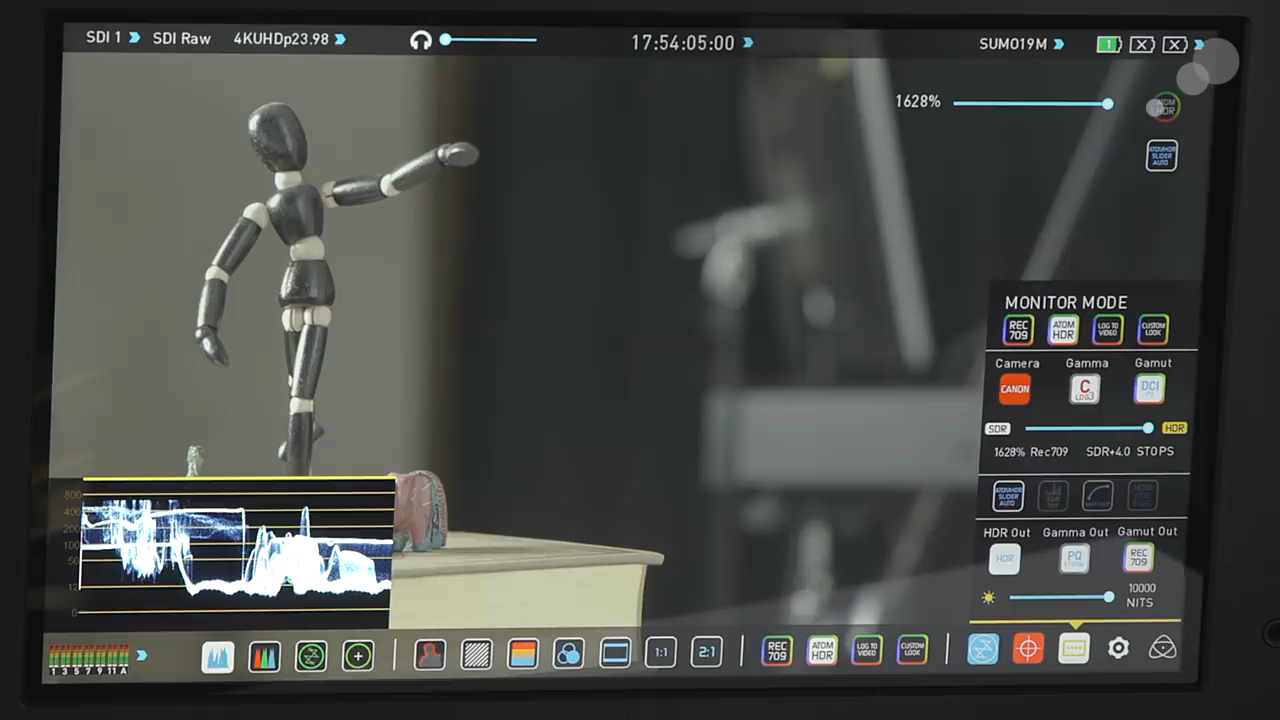 SDI 1 SDI Raw 4KUHDp23.98 17:54:05:00 SUMO19M 1 X X
1628% ATOM HDR
ATOMHDR SLIDER AUTO
MONITOR MODE
REC 709 ATOM HDR LOG TO VIDEO CUSTOM LOOK
Camera Gamma Gamut
CANON C LOG3 DCI P3
SDR HDR
1628% Rec709 SDR+4.0 STOPS
ATOMHDR SLIDER AUTO
HDR Out Gamma Out Gamut Out
HDR PQ REC 709
10000 NITS
800
400
200
100
50
12
0
1 3 5 7 9 11 A 1:1 2:1 REC 709 ATOM HDR LOG TO VIDEO CUSTOM LOOK